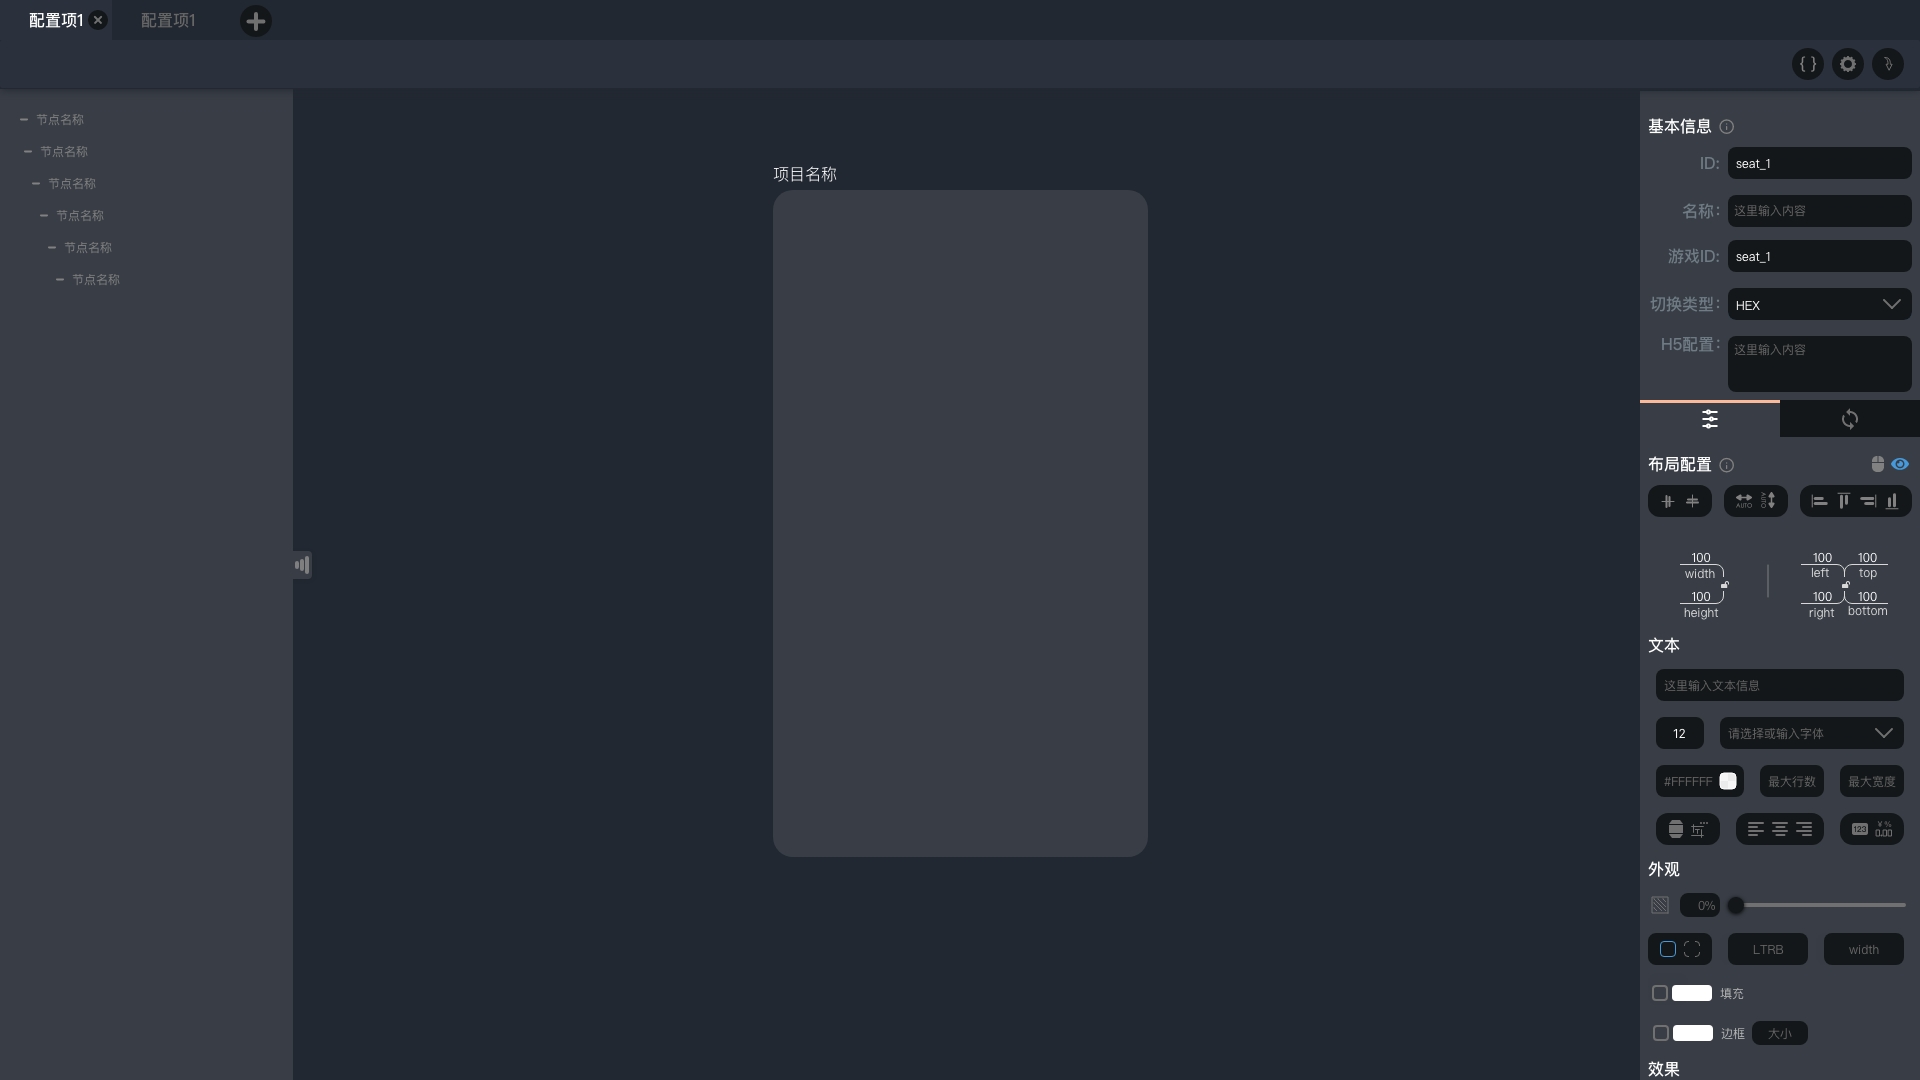 配置项1
配置项1
节点名称
节点名称
节点名称
节点名称
节点名称
节点名称
项目名称
基本信息
ID: seat_1
名称: 这里输入内容
游戏ID: seat_1
切换类型: HEX
H5配置: 这里输入内容
布局配置
AUTO AUTO
100 100 100
width left top
100 100 100
height right bottom
文本
这里输入文本信息
12 请选择或输入字体
#FFFFFF 最大行数 最大宽度
123 ¥ % 0.00
外观
0%
LTRB width
填充
边框 大小
效果